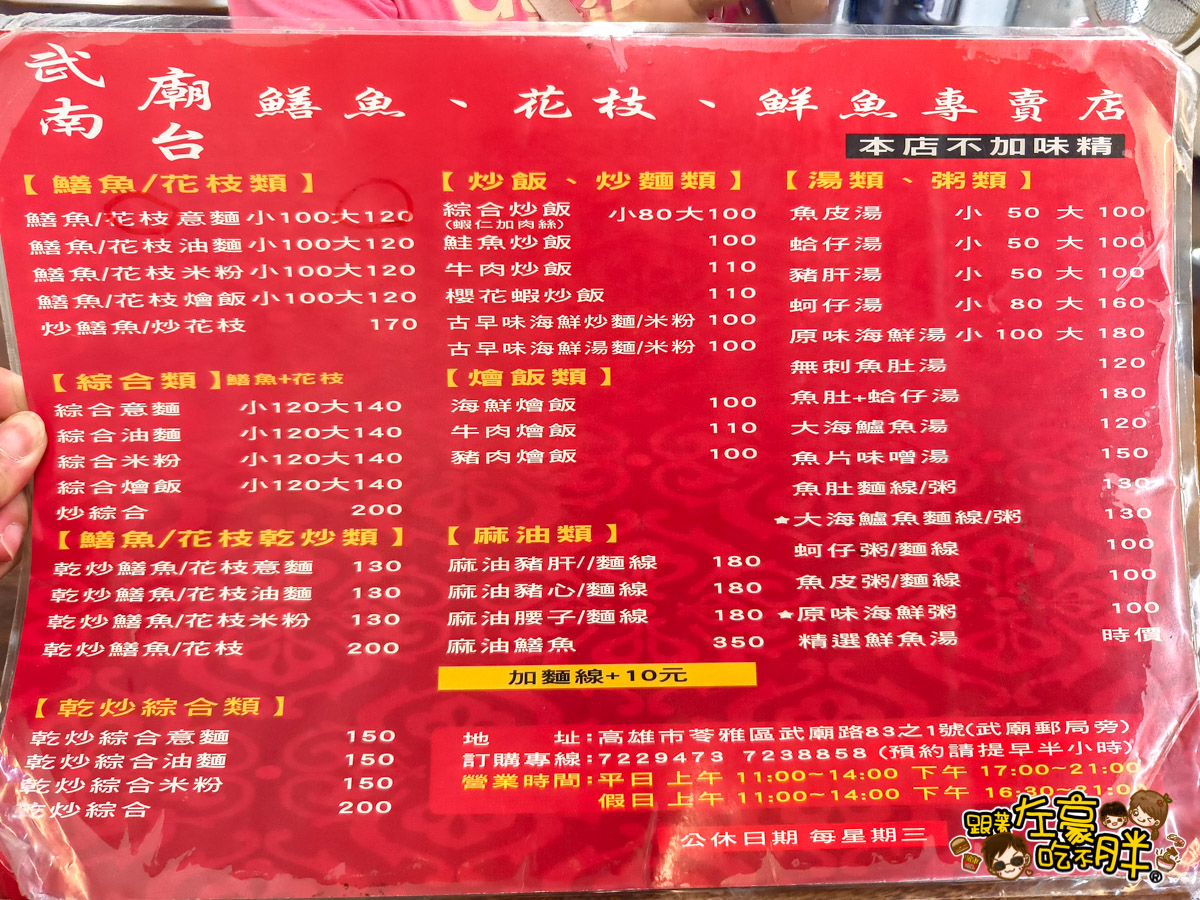 武廟
南台
鱔魚、花枝、鮮魚專賣店
本店不加味精
【鱔魚/花枝類】
鱔魚/花枝意麵 小100大120
鱔魚/花枝油麵 小100大120
鱔魚/花枝米粉 小100大120
鱔魚/花枝燴飯 小100大120
炒鱔魚/炒花枝 170
【綜合類】鱔魚+花枝
綜合意麵 小120大140
綜合油麵 小120大140
綜合米粉 小120大140
綜合燴飯 小120大140
炒綜合 200
【鱔魚/花枝乾炒類】
乾炒鱔魚/花枝意麵 130
乾炒鱔魚/花枝油麵 130
乾炒鱔魚/花枝米粉 130
乾炒鱔魚/花枝 200
【乾炒綜合類】
乾炒綜合意麵 150
乾炒綜合油麵 150
乾炒綜合米粉 150
乾炒綜合 200
【炒飯、炒麵類】
綜合炒飯 小80大100
(蝦仁加肉絲)
鮭魚炒飯 100
牛肉炒飯 110
櫻花蝦炒飯 110
古早味海鮮炒麵/米粉 100
古早味海鮮湯麵/米粉 100
【燴飯類】
海鮮燴飯 100
牛肉燴飯 110
豬肉燴飯 100
【麻油類】
麻油豬肝//麵線 180
麻油豬心/麵線 180
麻油腰子/麵線 180
麻油鱔魚 350
加麵線+10元
【湯類、粥類】
魚皮湯 小 50 大 100
蛤仔湯 小 50 大 100
豬肝湯 小 50 大 100
蚵仔湯 小 80 大 160
原味海鮮湯 小 100 大 180
無刺魚肚湯 120
魚肚+蛤仔湯 180
大海鱸魚湯 120
魚片味噌湯 150
魚肚麵線/粥 130
★大海鱸魚麵線/粥 130
蚵仔粥/麵線 100
魚皮粥/麵線 100
★原味海鮮粥 100
精選鮮魚湯 時價
地 址:高雄市苓雅區武廟路83之1號(武廟郵局旁)
訂購專線:7229473 7238858 (預約請提早半小時)
營業時間:平日 上午 11:00~14:00 下午 17:00~21:00
假日 上午 11:00~14:00 下午 16:30~21:00
公休日期 每星期三
跟著左豪吃不胖®